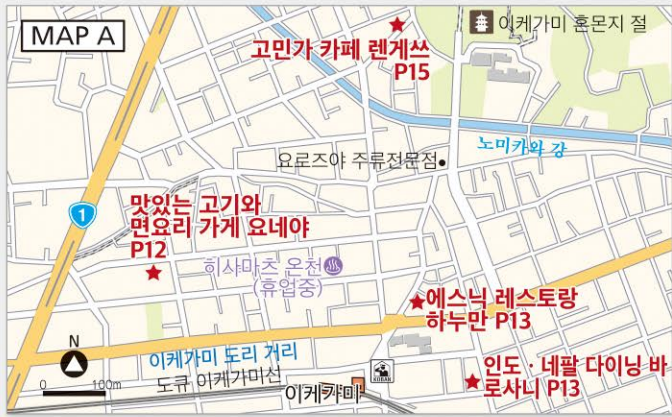 MAP A
이케가미 혼몬지 절
고민가 카페 렌게쓰
P15
노미카와 강
요로즈야 주류전문점
1
맛있는 고기와
면요리 가게 요네야
P12
히사마츠 온천
(휴업중)
에스닉 레스토랑
하누만 P13
N
이케가미 도리 거리
0 100m
도큐 이케가미선
이케가미
KOBAN
인도·네팔 다이닝 바
로사니 P13